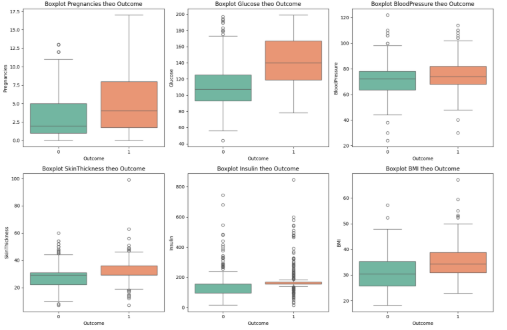 Boxplot Pregnancies theo Outcome
Pregnancies
17.5
15.0
12.5
10.0
7.5
5.0
2.5
0.0
0
1
Outcome
Boxplot Glucose theo Outcome
Glucose
200
180
160
140
120
100
80
60
40
0
1
Outcome
Boxplot BloodPressure theo Outcome
BloodPressure
120
100
80
60
40
20
0
1
Outcome
Boxplot SkinThickness theo Outcome
SkinThickness
100
80
60
40
20
0
1
Outcome
Boxplot Insulin theo Outcome
Insulin
800
600
400
200
0
0
1
Outcome
Boxplot BMI theo Outcome
BMI
60
50
40
30
20
0
1
Outcome